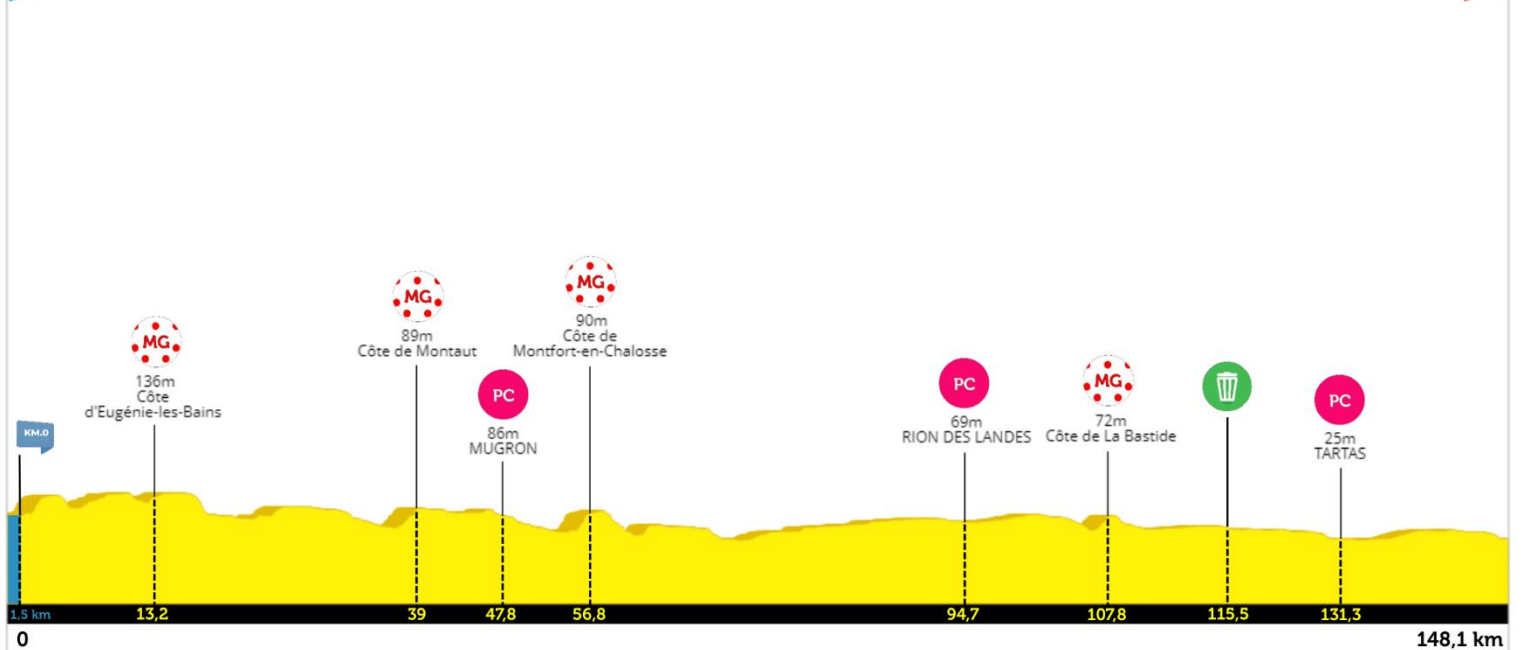 MG
136m
Côte
d'Eugénie-les-Bains
MG
89m
Côte de Montaut
PC
86m
MUGRON
MG
90m
Côte de
Montfort-en-Chalosse
PC
69m
RION DES LANDES
MG
72m
Côte de La Bastide
PC
25m
TARTAS
KM.0
1,5 km
13,2
39
47,8
56,8
94,7
107,8
115,5
131,3
0
148,1 km